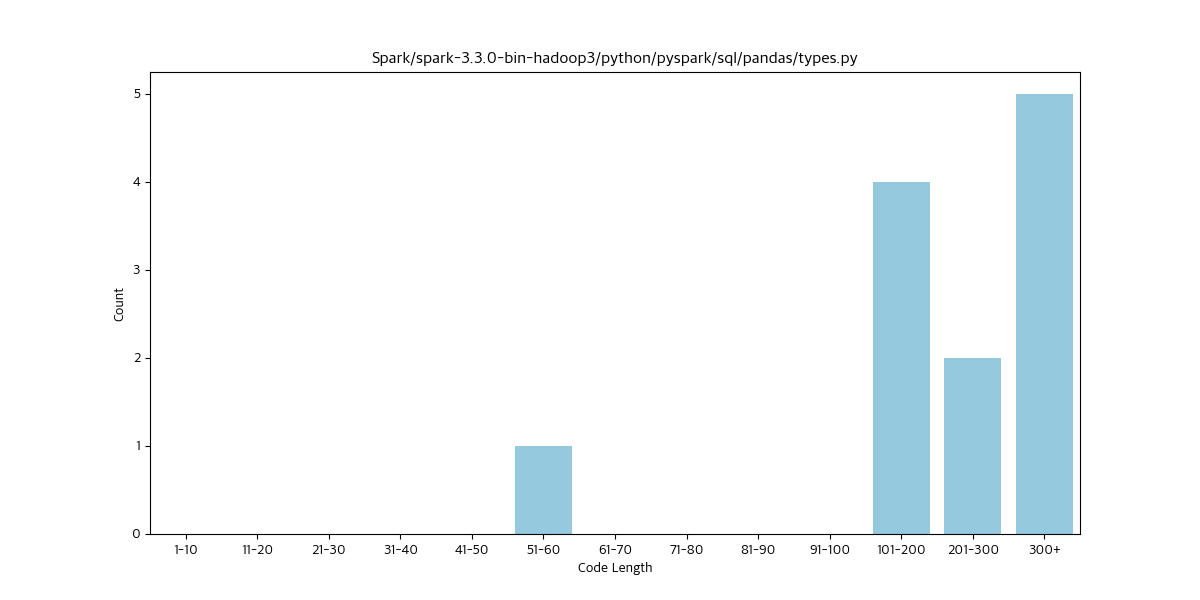 Spark/spark-3.3.0-bin-hadoop3/python/pyspark/sql/pandas/types.py
5
4
3
2
1
0
Count
1-10 11-20 21-30 31-40 41-50 51-60 61-70 71-80 81-90 91-100 101-200 201-300 300+
Code Length